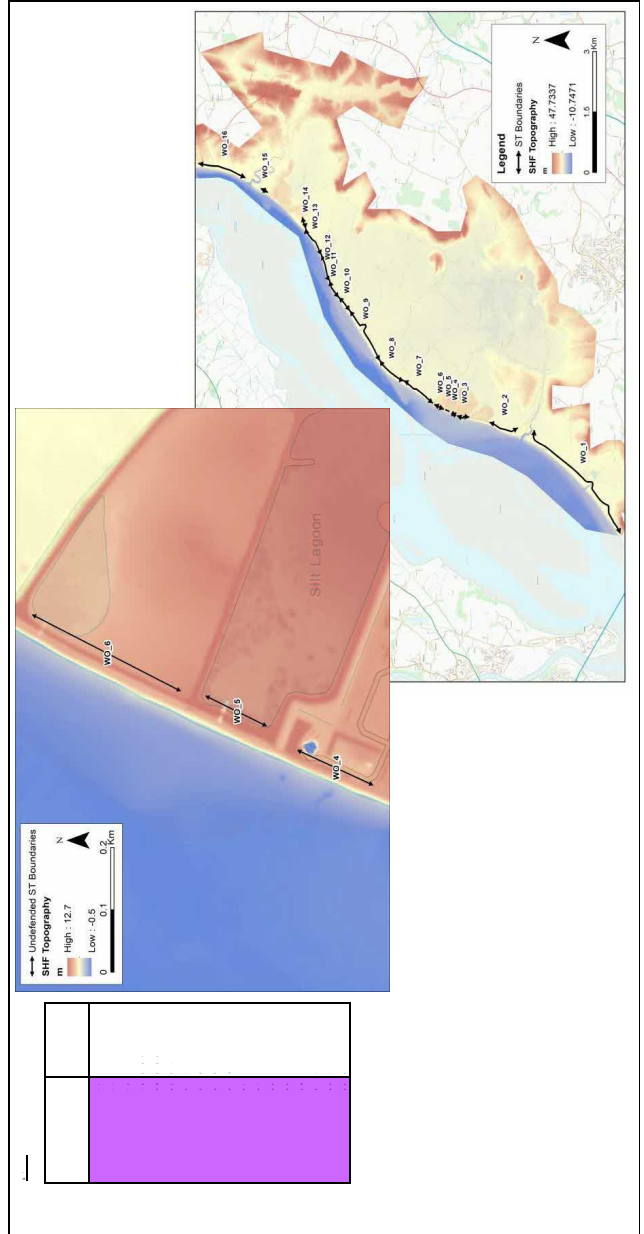 Legend
ST Boundaries
SHF Topography
m
High : 47.7337
Low : -10.7471
N
0 1.5 3
Km
WO_1
WO_2
WO_3
WO_4
WO_5
WO_6
WO_7
WO_8
WO_9
WO_10
WO_11
WO_12
WO_13
WO_14
WO_15
WO_16
Undefended ST Boundaries
SHF Topography
m
High : 12.7
Low : -0.5
N
0 0.1 0.2
Km
WO_4
WO_5
WO_6
Silt Lagoon